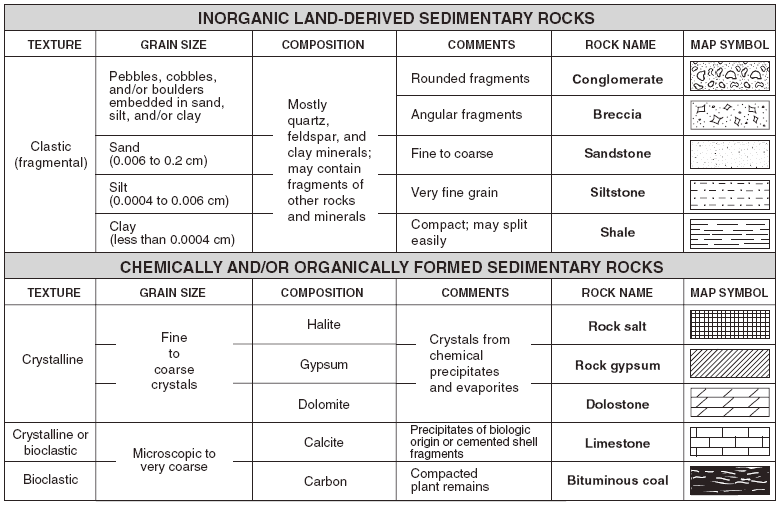 INORGANIC LAND-DERIVED SEDIMENTARY ROCKS
TEXTURE GRAIN SIZE COMPOSITION COMMENTS ROCK NAME MAP SYMBOL
Clastic
(fragmental)
Pebbles, cobbles,
and/or boulders
embedded in sand,
silt, and/or clay
Mostly
quartz,
feldspar, and
clay minerals;
may contain
fragments of
other rocks
and minerals
Rounded fragments
Conglomerate
Angular fragments
Breccia
Sand
(0.006 to 0.2 cm)
Fine to coarse
Sandstone
Silt
(0.0004 to 0.006 cm)
Very fine grain
Siltstone
Clay
(less than 0.0004 cm)
Compact; may split
easily
Shale
CHEMICALLY AND/OR ORGANICALLY FORMED SEDIMENTARY ROCKS
TEXTURE GRAIN SIZE COMPOSITION COMMENTS ROCK NAME MAP SYMBOL
Crystalline
Fine
to
coarse
crystals
Halite
Crystals from
chemical
precipitates
and evaporites
Rock salt
Gypsum
Rock gypsum
Dolomite
Dolostone
Crystalline or
bioclastic
Microscopic to
very coarse
Calcite
Precipitates of biologic
origin or cemented shell
fragments
Limestone
Bioclastic
Carbon
Compacted
plant remains
Bituminous coal